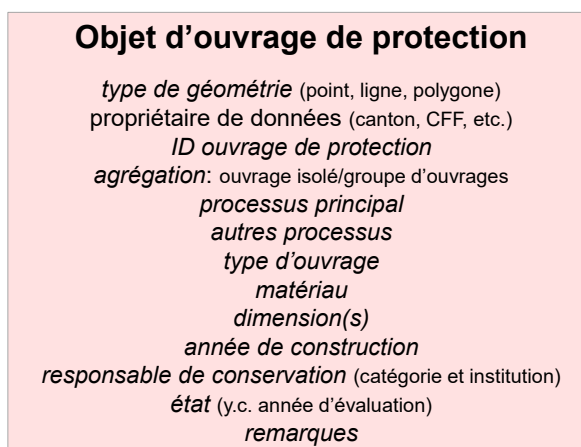 Objet d’ouvrage de protection
type de géométrie (point, ligne, polygone)
propriétaire de données (canton, CFF, etc.)
ID ouvrage de protection
agrégation: ouvrage isolé/groupe d’ouvrages
processus principal
autres processus
type d’ouvrage
matériau
dimension(s)
année de construction
responsable de conservation (catégorie et institution)
état (y.c. année d’évaluation)
remarques